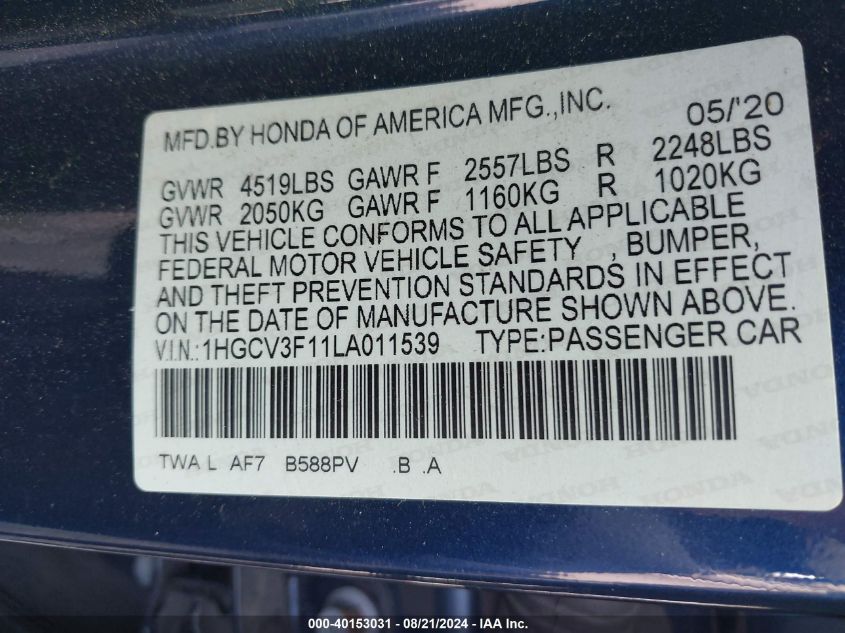 MFD.BY HONDA OF AMERICA MFG.,INC. 05/'20
GVWR 4519LBS GAWR F 2557LBS R 2248LBS
GVWR 2050KG GAWR F 1160KG R 1020KG
THIS VEHICLE CONFORMS TO ALL APPLICABLE
FEDERAL MOTOR VEHICLE SAFETY , BUMPER,
AND THEFT PREVENTION STANDARDS IN EFFECT
ON THE DATE OF MANUFACTURE SHOWN ABOVE.
V.I.N.:1HGCV3F11LA011539 TYPE:PASSENGER CAR
TWA L AF7 B588PV .B .A
000-40153031 - 08/21/2024 - IAAI Inc.